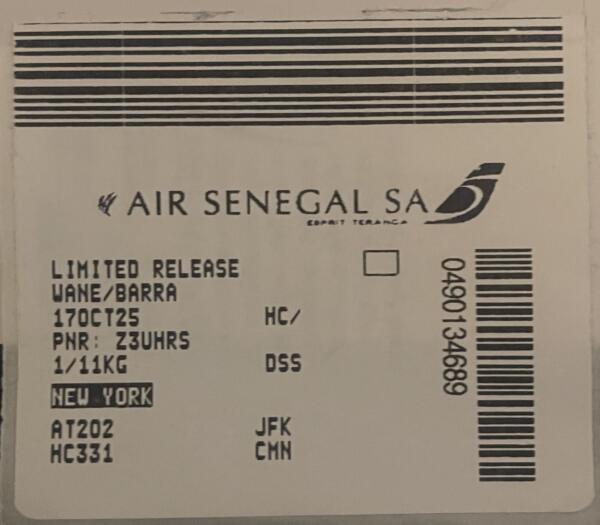 AIR SENEGAL SA
ESPRIT TERANGA
LIMITED RELEASE
WANE/BARRA
17OCT25 HC/
PNR: Z3UHRS
1/11KG DSS
NEW YORK
AT202 JFK
HC331 CMN
0490134689